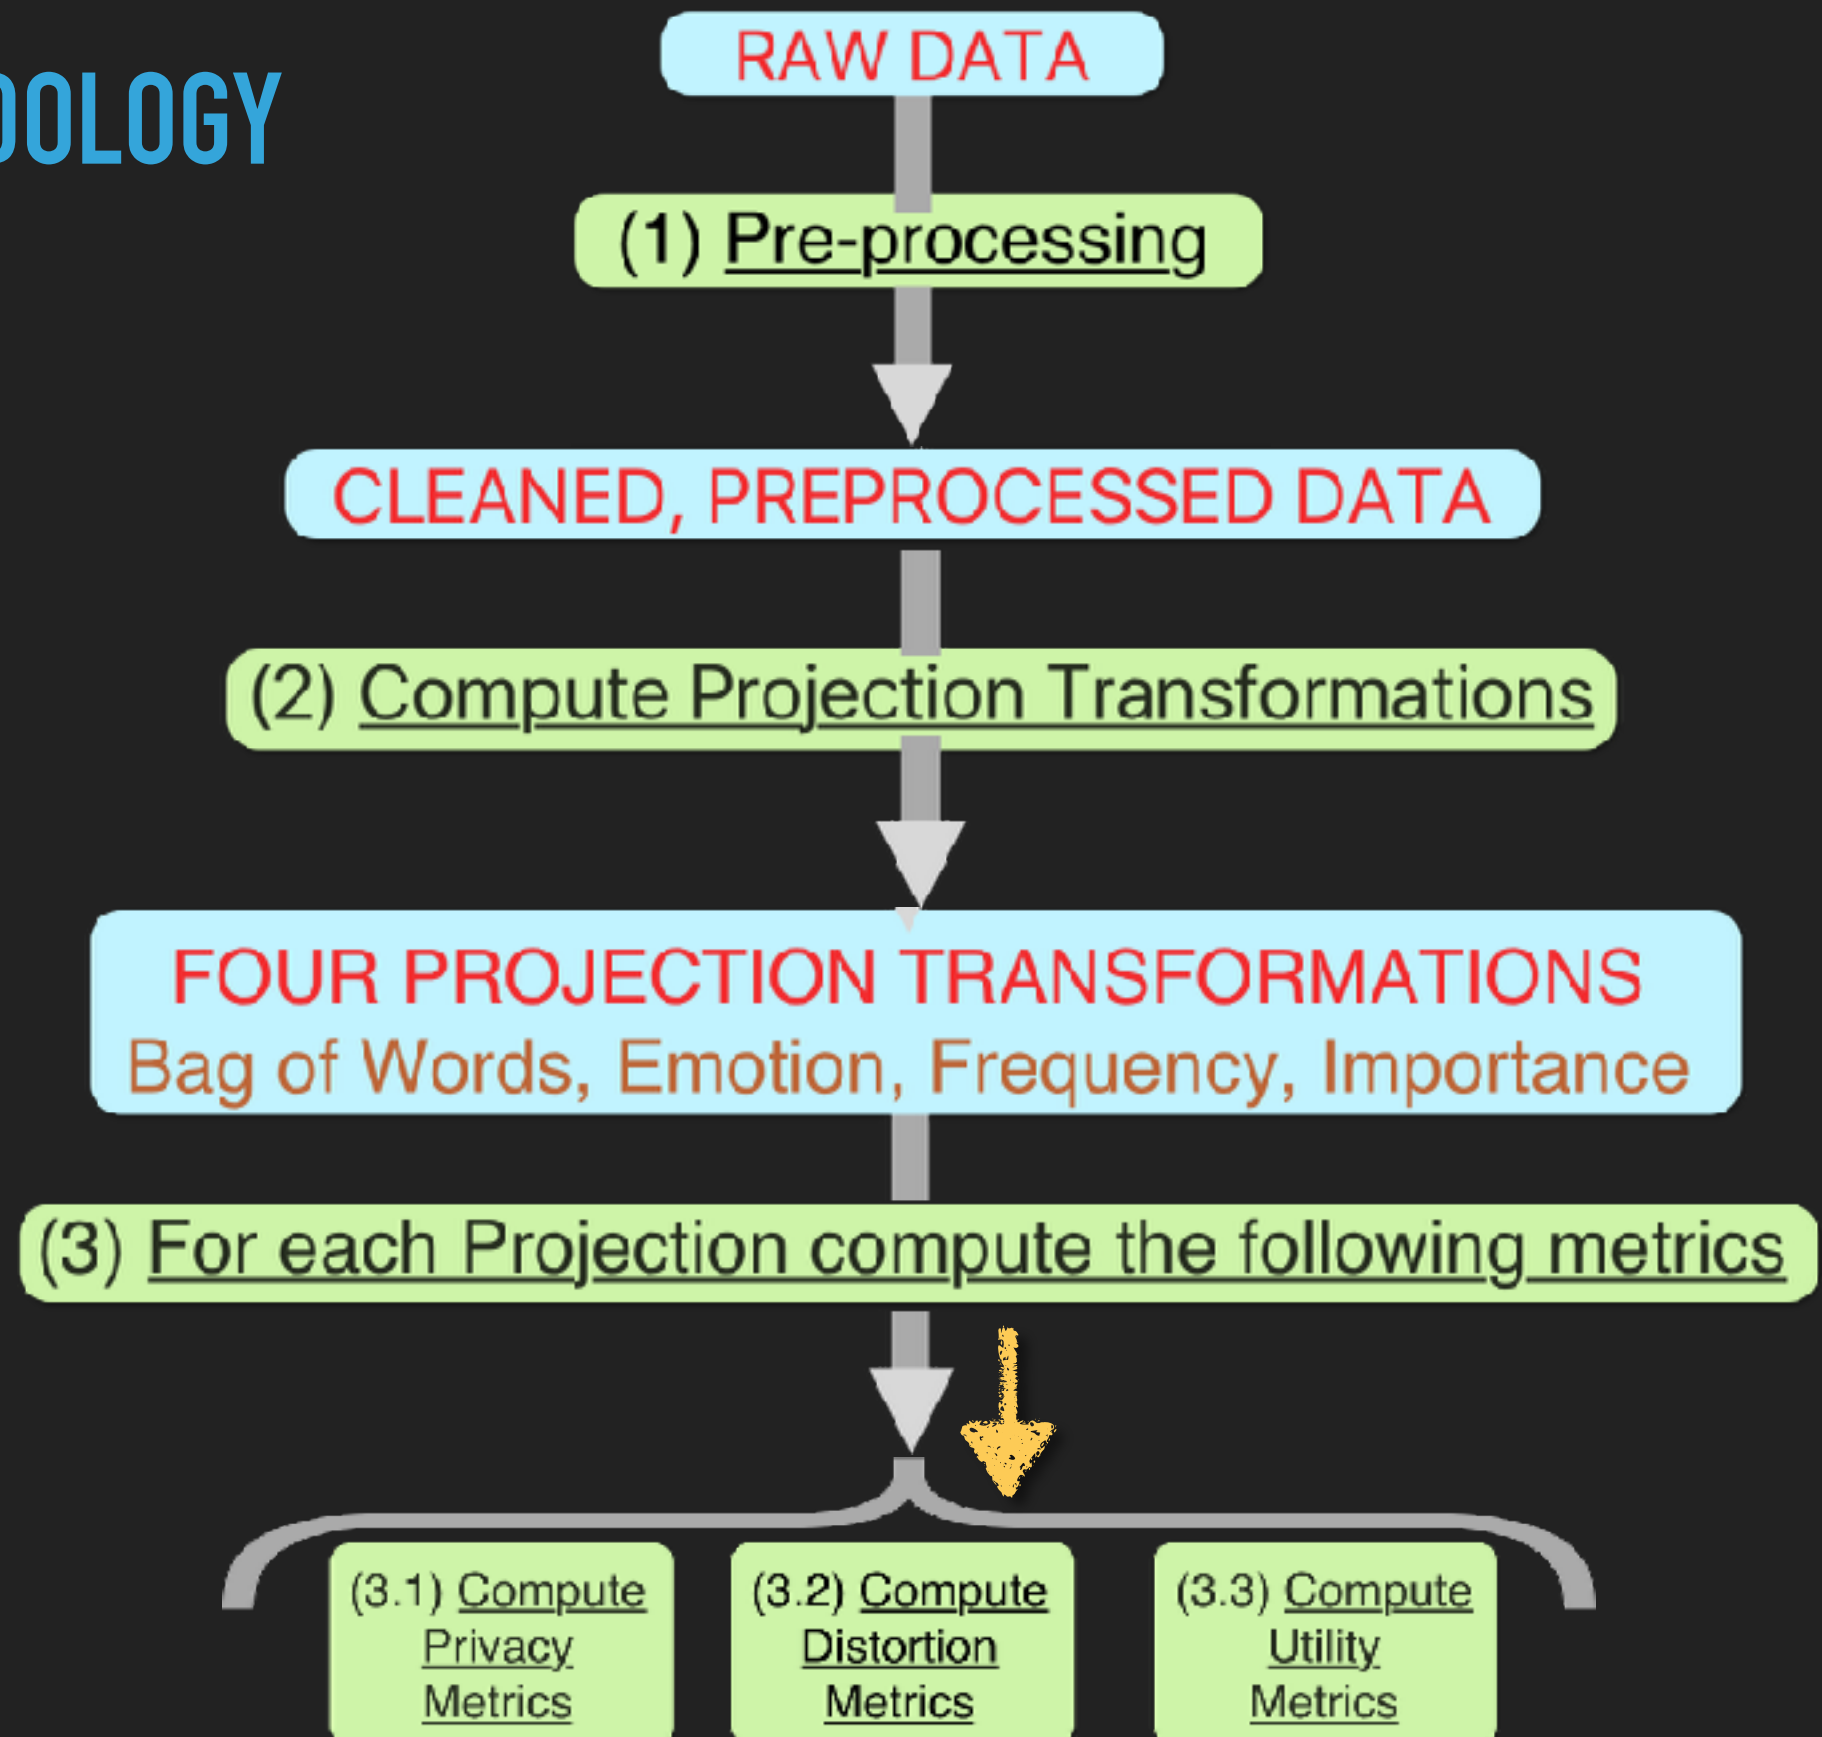 DOLOGY
RAW DATA
(1) Pre-processing
CLEANED, PREPROCESSED DATA
(2) Compute Projection Transformations
FOUR PROJECTION TRANSFORMATIONS
Bag of Words, Emotion, Frequency, Importance
(3) For each Projection compute the following metrics
(3.1) Compute
Privacy
Metrics
(3.2) Compute
Distortion
Metrics
(3.3) Compute
Utility
Metrics